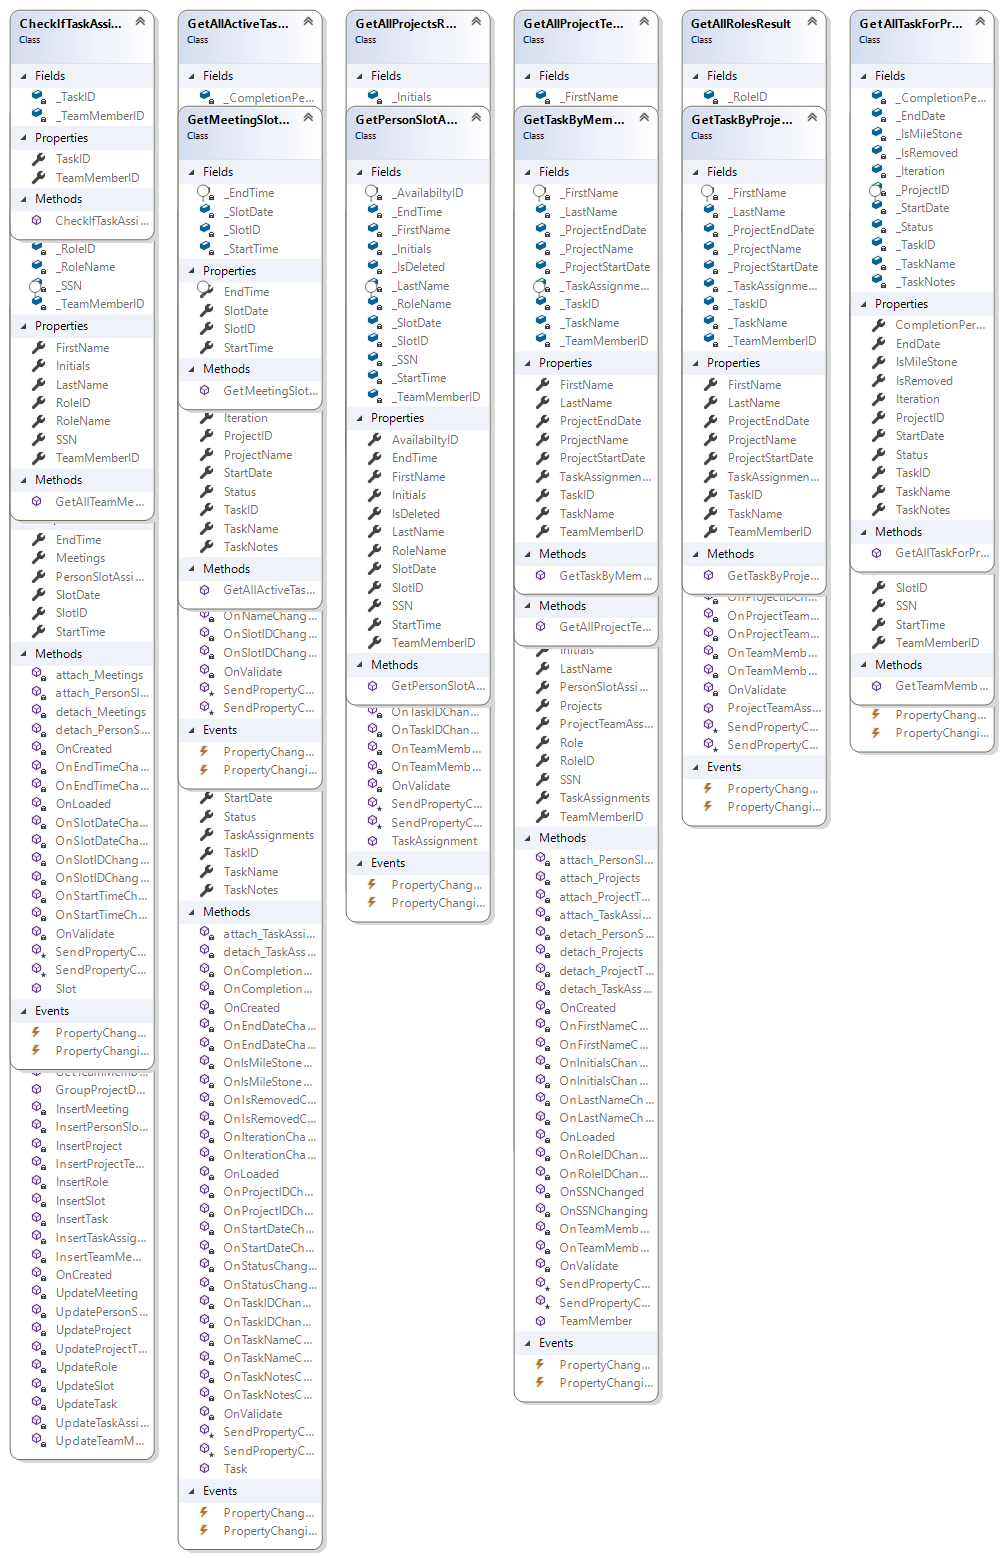 CheckIfTaskAssi...
Class
Fields
_TaskID
_TeamMemberID
Properties
TaskID
TeamMemberID
Methods
CheckIfTaskAssi...
_RoleID
_RoleName
_SSN
_TeamMemberID
Properties
FirstName
Initials
LastName
RoleID
RoleName
SSN
TeamMemberID
Methods
GetAllTeamMe...
EndTime
Meetings
PersonSlotAssi...
SlotDate
SlotID
StartTime
Methods
attach_Meetings
attach_PersonSl...
detach_Meetings
detach_PersonS...
OnCreated
OnEndTimeCha...
OnEndTimeCha...
OnLoaded
OnSlotDateCha...
OnSlotDateCha...
OnSlotIDChang...
OnSlotIDChang...
OnStartTimeCh...
OnStartTimeCh...
OnValidate
SendPropertyC...
SendPropertyC...
Slot
Events
PropertyChang...
PropertyChangi...
GetTeamMemb...
GroupProjectD...
InsertMeeting
InsertPersonSlo...
InsertProject
InsertProjectTe...
InsertRole
InsertSlot
InsertTask
InsertTaskAssig...
InsertTeamMe...
OnCreated
UpdateMeeting
UpdatePersonS...
UpdateProject
UpdateProjectT...
UpdateRole
UpdateSlot
UpdateTask
UpdateTaskAssi...
UpdateTeamM...
GetAllActiveTas...
Class
Fields
_CompletionPe...
GetMeetingSlot...
Class
Fields
_EndTime
_SlotDate
_SlotID
_StartTime
Properties
EndTime
SlotDate
SlotID
StartTime
Methods
GetMeetingSlot...
Iteration
ProjectID
ProjectName
StartDate
Status
TaskID
TaskName
TaskNotes
Methods
GetAllActiveTas...
OnNameChang...
OnSlotIDChang...
OnSlotIDChang...
OnValidate
SendPropertyC...
SendPropertyC...
Events
PropertyChang...
PropertyChangi...
StartDate
Status
TaskAssignments
TaskID
TaskName
TaskNotes
Methods
attach_TaskAssi...
detach_TaskAss...
OnCompletion...
OnCompletion...
OnCreated
OnEndDateCha...
OnEndDateCha...
OnIsMileStone...
OnIsMileStone...
OnIsRemovedC...
OnIsRemovedC...
OnIterationCha...
OnIterationCha...
OnLoaded
OnProjectIDCh...
OnProjectIDCh...
OnStartDateCh...
OnStartDateCh...
OnStatusChang...
OnStatusChang...
OnTaskIDChan...
OnTaskIDChan...
OnTaskNameC...
OnTaskNameC...
OnTaskNotesC...
OnTaskNotesC...
OnValidate
SendPropertyC...
SendPropertyC...
Task
Events
PropertyChang...
PropertyChangi...
GetAllProjectsR...
Class
Fields
_Initials
GetPersonSlotA...
Class
Fields
_AvailabiltyID
_EndTime
_FirstName
_Initials
_IsDeleted
_LastName
_RoleName
_SlotDate
_SlotID
_SSN
_StartTime
_TeamMemberID
Properties
AvailabiltyID
EndTime
FirstName
Initials
IsDeleted
LastName
RoleName
SlotDate
SlotID
SSN
StartTime
TeamMemberID
Methods
GetPersonSlotA...
OnTaskIDChan...
OnTaskIDChan...
OnTeamMemb...
OnTeamMemb...
OnValidate
SendPropertyC...
SendPropertyC...
TaskAssignment
Events
PropertyChang...
PropertyChangi...
GetAllProjectTe...
Class
Fields
_FirstName
GetTaskByMem...
Class
Fields
_FirstName
_LastName
_ProjectEndDate
_ProjectName
_ProjectStartDate
_TaskAssignme...
_TaskID
_TaskName
_TeamMemberID
Properties
FirstName
LastName
ProjectEndDate
ProjectName
ProjectStartDate
TaskAssignmen...
TaskID
TaskName
TeamMemberID
Methods
GetTaskByMem...
Methods
GetAllProjectTe...
Initials
LastName
PersonSlotAssi...
Projects
ProjectTeamAss...
Role
RoleID
SSN
TaskAssignments
TeamMemberID
Methods
attach_PersonSl...
attach_Projects
attach_ProjectT...
attach_TaskAssi...
detach_PersonS...
detach_Projects
detach_ProjectT...
detach_TaskAss...
OnCreated
OnFirstNameC...
OnFirstNameC...
OnInitialsChan...
OnInitialsChan...
OnLastNameCh...
OnLastNameCh...
OnLoaded
OnRoleIDChan...
OnRoleIDChan...
OnSSNChanged
OnSSNChanging
OnTeamMemb...
OnTeamMemb...
OnValidate
SendPropertyC...
SendPropertyC...
TeamMember
Events
PropertyChang...
PropertyChangi...
GetAllRolesResult
Class
Fields
_RoleID
GetTaskByProje...
Class
Fields
_FirstName
_LastName
_ProjectEndDate
_ProjectName
_ProjectStartDate
_TaskAssignme...
_TaskID
_TaskName
_TeamMemberID
Properties
FirstName
LastName
ProjectEndDate
ProjectName
ProjectStartDate
TaskAssignmen...
TaskID
TaskName
TeamMemberID
Methods
GetTaskByProje...
OnProjectIDCh...
OnProjectTeam...
OnProjectTeam...
OnTeamMemb...
OnTeamMemb...
OnValidate
ProjectTeamAss...
SendPropertyC...
SendPropertyC...
Events
PropertyChang...
PropertyChangi...
GetAllTaskForPr...
Class
Fields
_CompletionPe...
_EndDate
_IsMileStone
_IsRemoved
_Iteration
_ProjectID
_StartDate
_Status
_TaskID
_TaskName
_TaskNotes
Properties
CompletionPer...
EndDate
IsMileStone
IsRemoved
Iteration
ProjectID
StartDate
Status
TaskID
TaskName
TaskNotes
Methods
GetAllTaskForPr...
SlotID
SSN
StartTime
TeamMemberID
Methods
GetTeamMemb...
PropertyChang...
PropertyChangi...